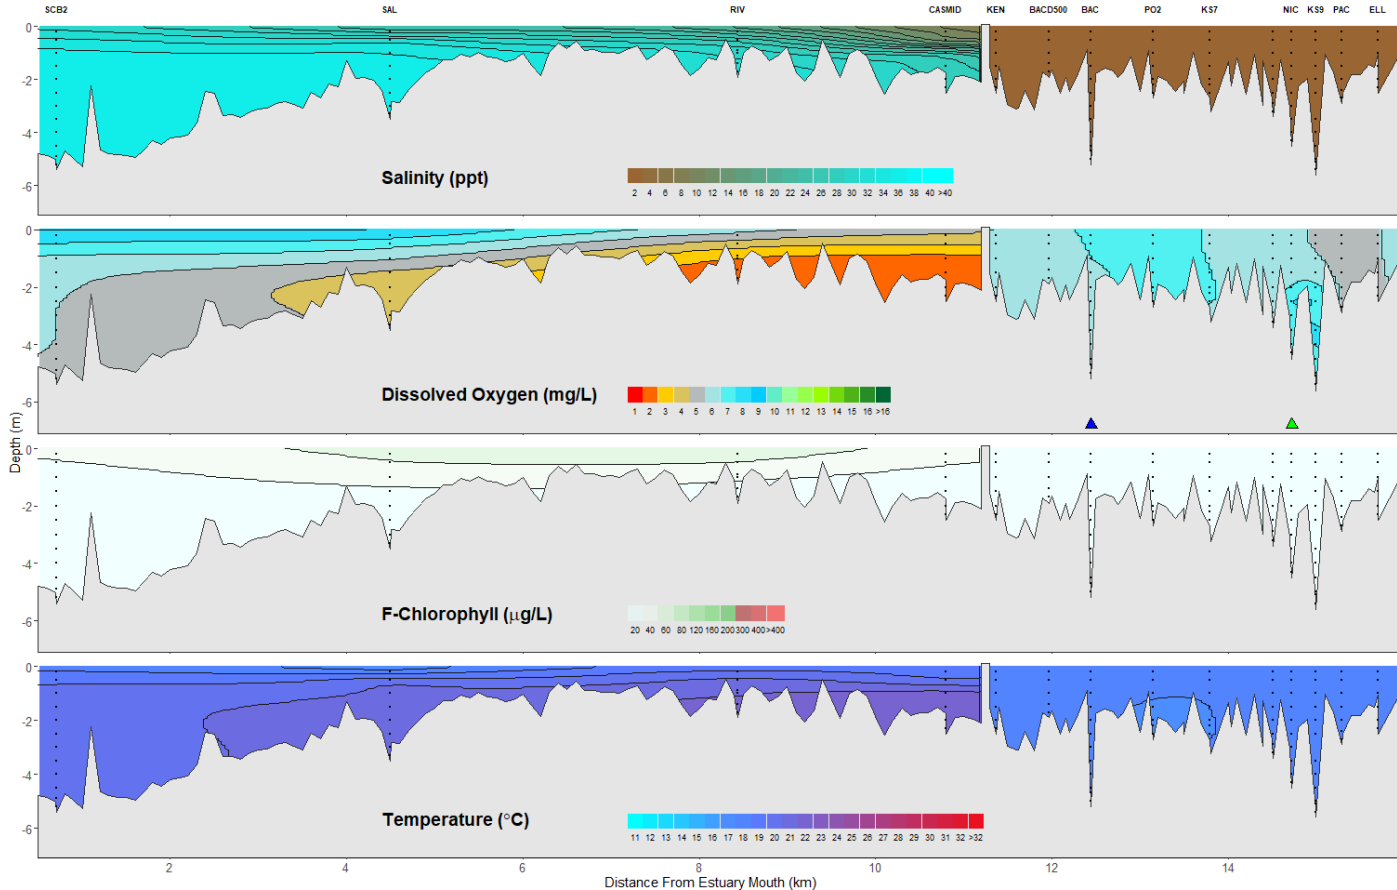 SCB2 SAL RIV CASMID KEN BACD500 BAC PO2 KS7 NIC KS9 PAC ELL
0
-2
-4
-6
Salinity (ppt)
2 4 6 8 10 12 14 16 18 20 22 24 26 28 30 32 34 36 38 40 >40
0
-2
-4
-6
Dissolved Oxygen (mg/L)
1 2 3 4 5 6 7 8 9 10 11 12 13 14 15 16 >16
Depth (m)
0
-2
-4
-6
F-Chlorophyll (μg/L)
20 40 60 80 120 160 200 300 400 >400
0
-2
-4
-6
Temperature (°C)
11 12 13 14 15 16 17 18 19 20 21 22 23 24 25 26 27 28 29 30 31 32 >32
2 4 6 8 10 12 14
Distance From Estuary Mouth (km)